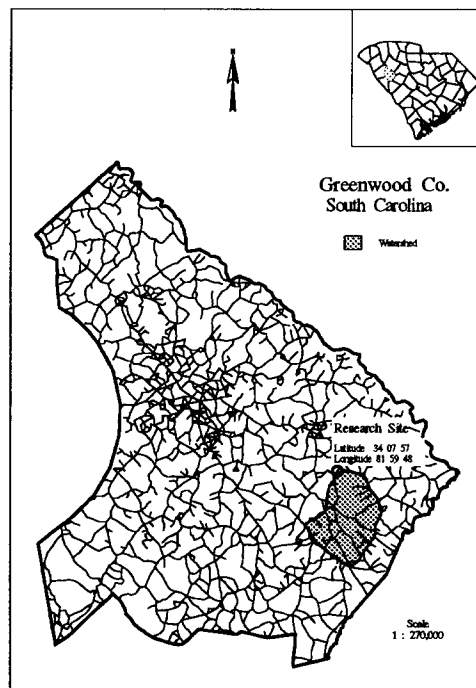 Greenwood Co.
South Carolina
Watershed
Research Site
Latitude 34 07 57
Longitude 81 59 48
Scale
1 : 270,000